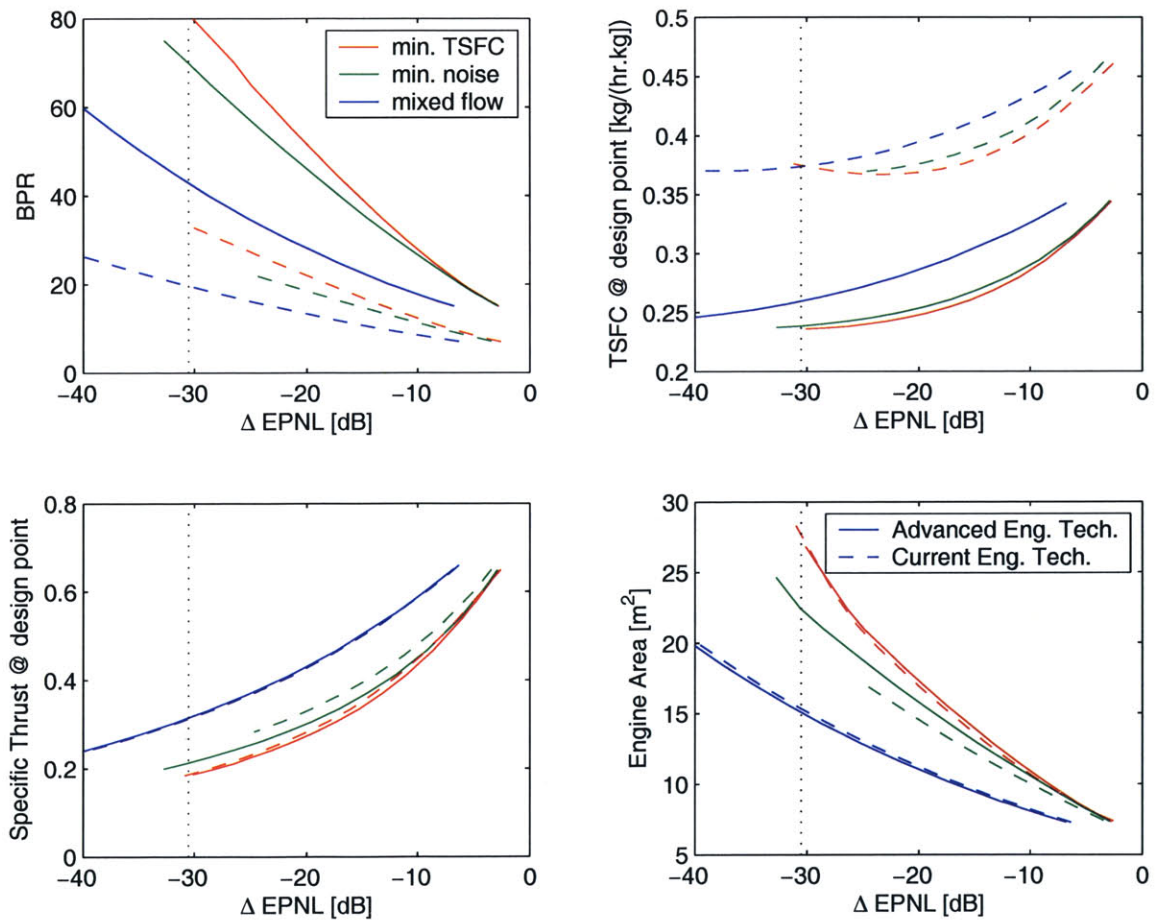 80
60
40
20
0
BPR
min. TSFC
min. noise
mixed flow
−40 −30 −20 −10 0
Δ EPNL [dB]
0.5
0.45
0.4
0.35
0.3
0.25
0.2
TSFC @ design point [kg/(hr.kg)]
−40 −30 −20 −10 0
Δ EPNL [dB]
0.8
0.6
0.4
0.2
0
Specific Thrust @ design point
−40 −30 −20 −10 0
Δ EPNL [dB]
30
25
20
15
10
5
Engine Area [m²]
Advanced Eng. Tech.
Current Eng. Tech.
−40 −30 −20 −10 0
Δ EPNL [dB]